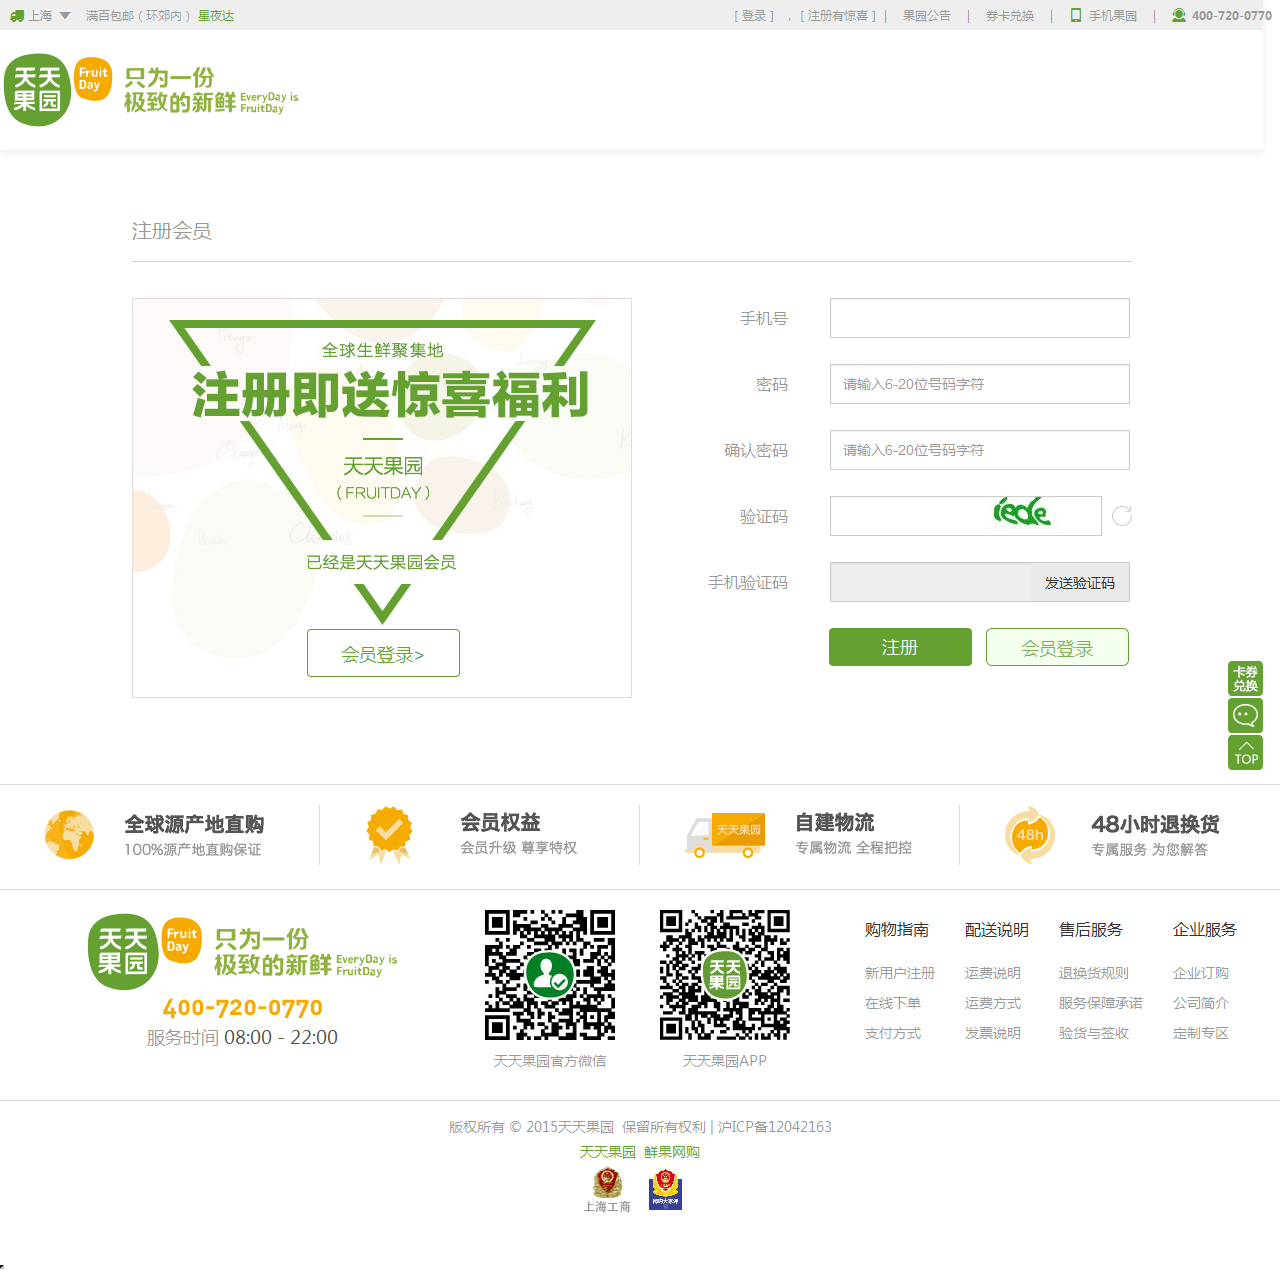 上海 满百包邮（环郊内） 星夜达 [ 登录 ] ， [ 注册有惊喜 ] | 果园公告 | 券卡兑换 | 手机果园 | 400-720-0770
天天果园 Fruit Day 只为一份
极致的新鲜 EveryDay is FruitDay
注册会员
全球生鲜聚集地
注册即送惊喜福利
天天果园
（FRUITDAY）
已经是天天果园会员
会员登录>
手机号
密码 请输入6-20位号码字符
确认密码 请输入6-20位号码字符
验证码
手机验证码 发送验证码
注册 会员登录
卡券
兑换
TOP
全球源产地直购
100%源产地直购保证
会员权益
会员升级 尊享特权
天天果园
自建物流
专属物流 全程把控
48h
48小时退换货
专属服务 为您解答
天天果园 Fruit Day 只为一份
极致的新鲜 EveryDay is FruitDay
400-720-0770
服务时间 08:00 - 22:00
天天果园官方微信
天天果园
天天果园APP
购物指南 配送说明 售后服务 企业服务
新用户注册 运费说明 退换货规则 企业订购
在线下单 运费方式 服务保障承诺 公司简介
支付方式 发票说明 验货与签收 定制专区
版权所有 © 2015天天果园 保留所有权利 | 沪ICP备12042163
天天果园 鲜果网购
上海工商